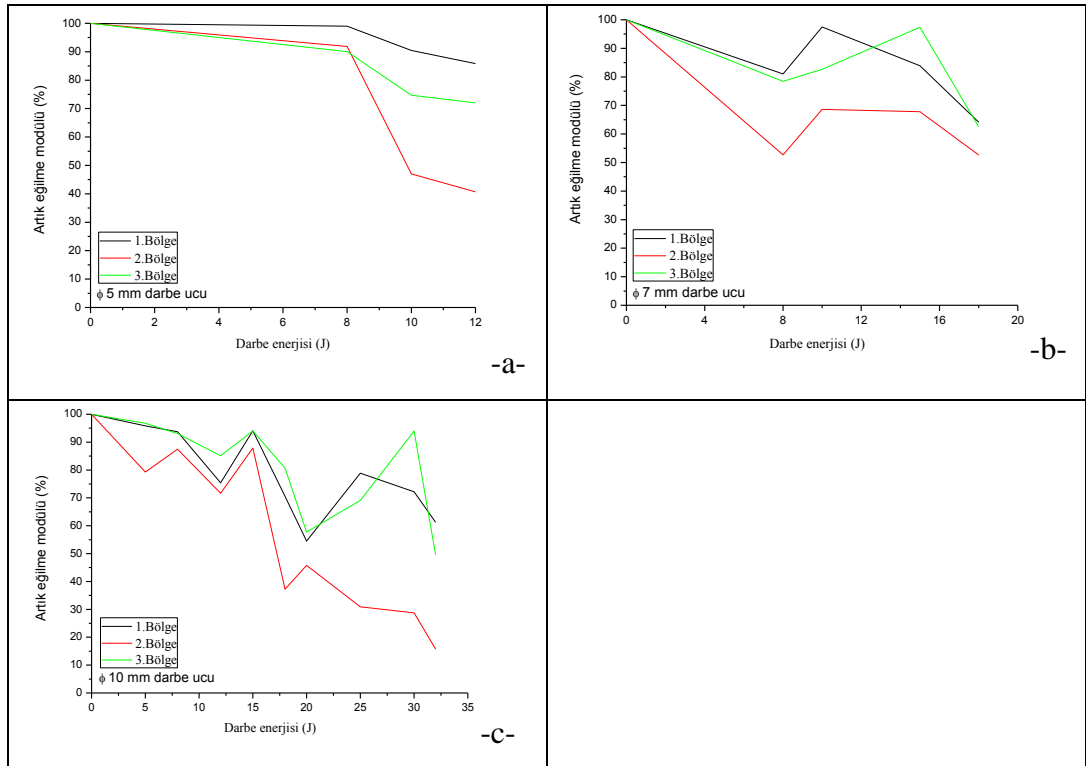 100
90
80
70
60
50
40
30
20
10
0
Artık eğilme modülü (%)
1.Bölge
2.Bölge
3.Bölge
ϕ 5 mm darbe ucu
0 2 4 6 8 10 12
Darbe enerjisi (J)
-a-
100
90
80
70
60
50
40
30
20
10
0
Artık eğilme modülü (%)
1.Bölge
2.Bölge
3.Bölge
ϕ 7 mm darbe ucu
0 4 8 12 16 20
Darbe enerjisi (J)
-b-
100
90
80
70
60
50
40
30
20
10
0
Artık eğilme modülü (%)
1.Bölge
2.Bölge
3.Bölge
ϕ 10 mm darbe ucu
0 5 10 15 20 25 30 35
Darbe enerjisi (J)
-c-